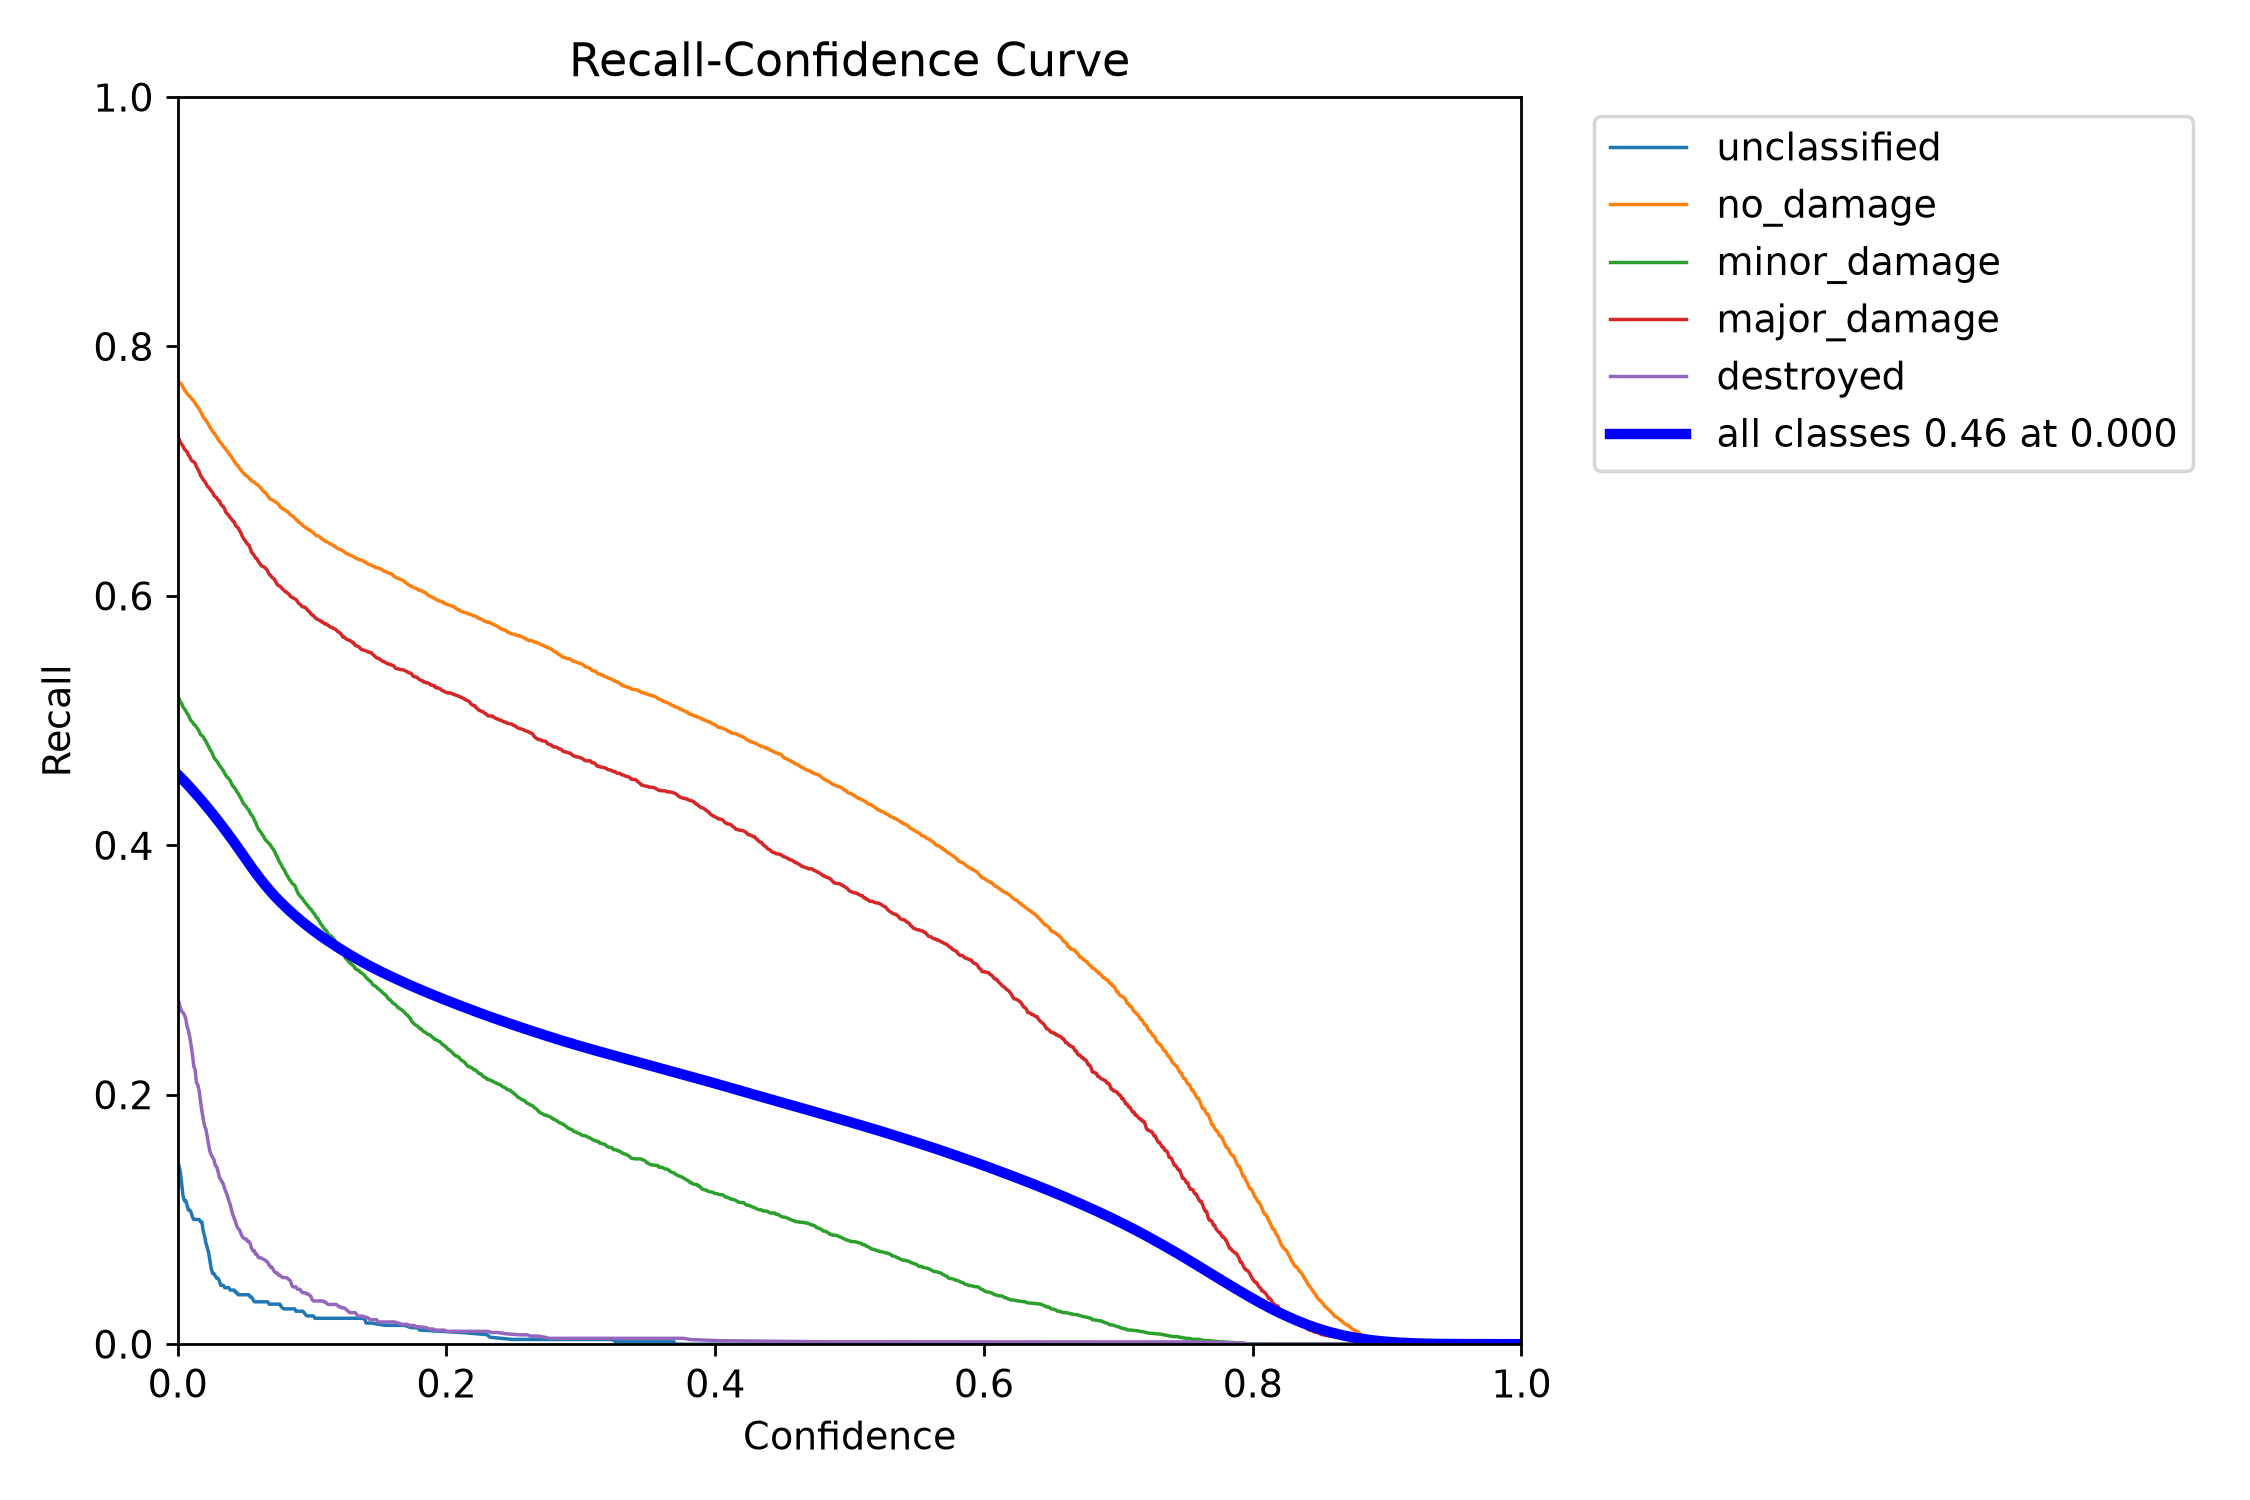 Recall-Confidence Curve
1.0
0.8
0.6
0.4
0.2
0.0
Recall
0.0 0.2 0.4 0.6 0.8 1.0
Confidence
unclassified
no_damage
minor_damage
major_damage
destroyed
all classes 0.46 at 0.000